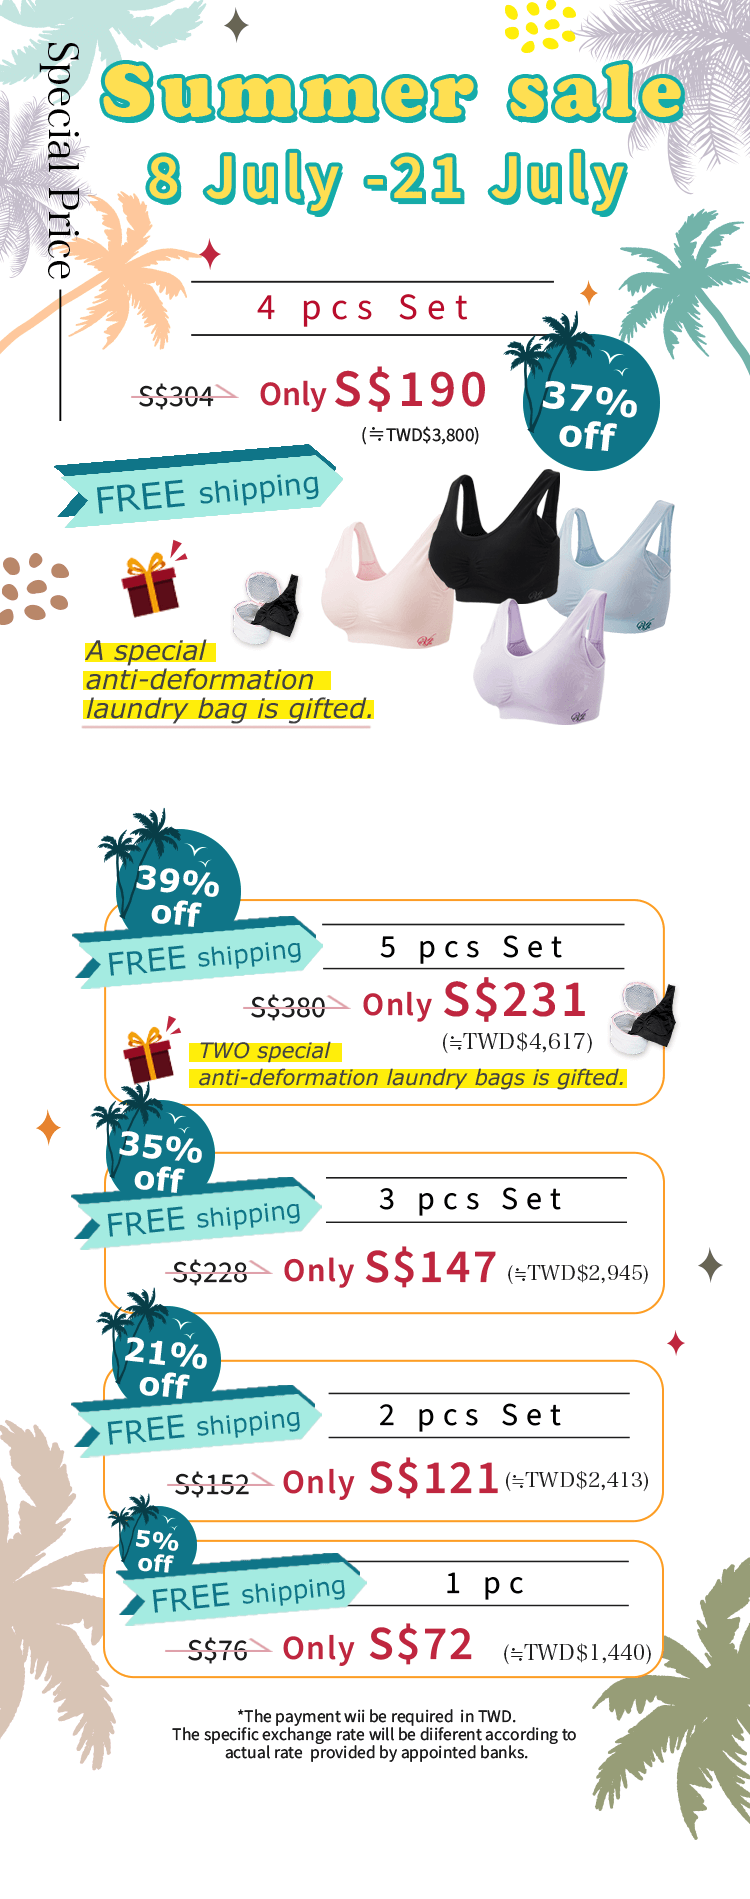 Special Price
Summer sale
8 July -21 July
4 pcs Set
S$304 Only S$190
(≒TWD$3,800)
37%
off
FREE shipping
A special
anti-deformation
laundry bag is gifted.
39%
off
FREE shipping
5 pcs Set
S$380 Only S$231
(≒TWD$4,617)
TWO special
anti-deformation laundry bags is gifted.
35%
off
FREE shipping
3 pcs Set
S$228 Only S$147 (≒TWD$2,945)
21%
off
FREE shipping
2 pcs Set
S$152 Only S$121 (≒TWD$2,413)
5%
off
FREE shipping
1 pc
S$76 Only S$72 (≒TWD$1,440)
*The payment wii be required in TWD.
The specific exchange rate will be diiferent according to
actual rate provided by appointed banks.